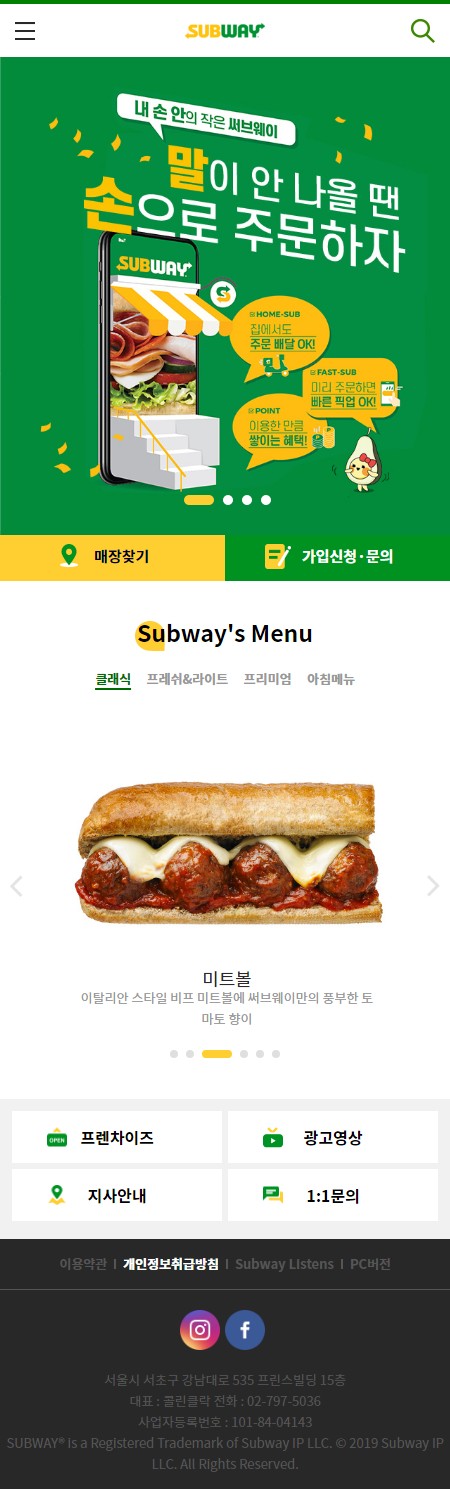 SUBWAY
내 손 안의 작은 써브웨이
말이 안 나올 땐
손으로 주문하자
SUBWAY
HOME-SUB
집에서도
주문 배달 OK!
FAST-SUB
미리 주문하면
빠른 픽업 OK!
POINT
이용한 만큼
쌓이는 혜택!
매장찾기
가입신청·문의
Subway's Menu
클래식 프레쉬&라이트 프리미엄 아침메뉴
미트볼
이탈리안 스타일 비프 미트볼에 써브웨이만의 풍부한 토
마토 향이
OPEN 프렌차이즈
광고영상
지사안내
1:1문의
이용약관 | 개인정보취급방침 | Subway Listens | PC버전
서울시 서초구 강남대로 535 프린스빌딩 15층
대표 : 콜린클락 전화 : 02-797-5036
사업자등록번호 : 101-84-04143
SUBWAY® is a Registered Trademark of Subway IP LLC. © 2019 Subway IP
LLC. All Rights Reserved.